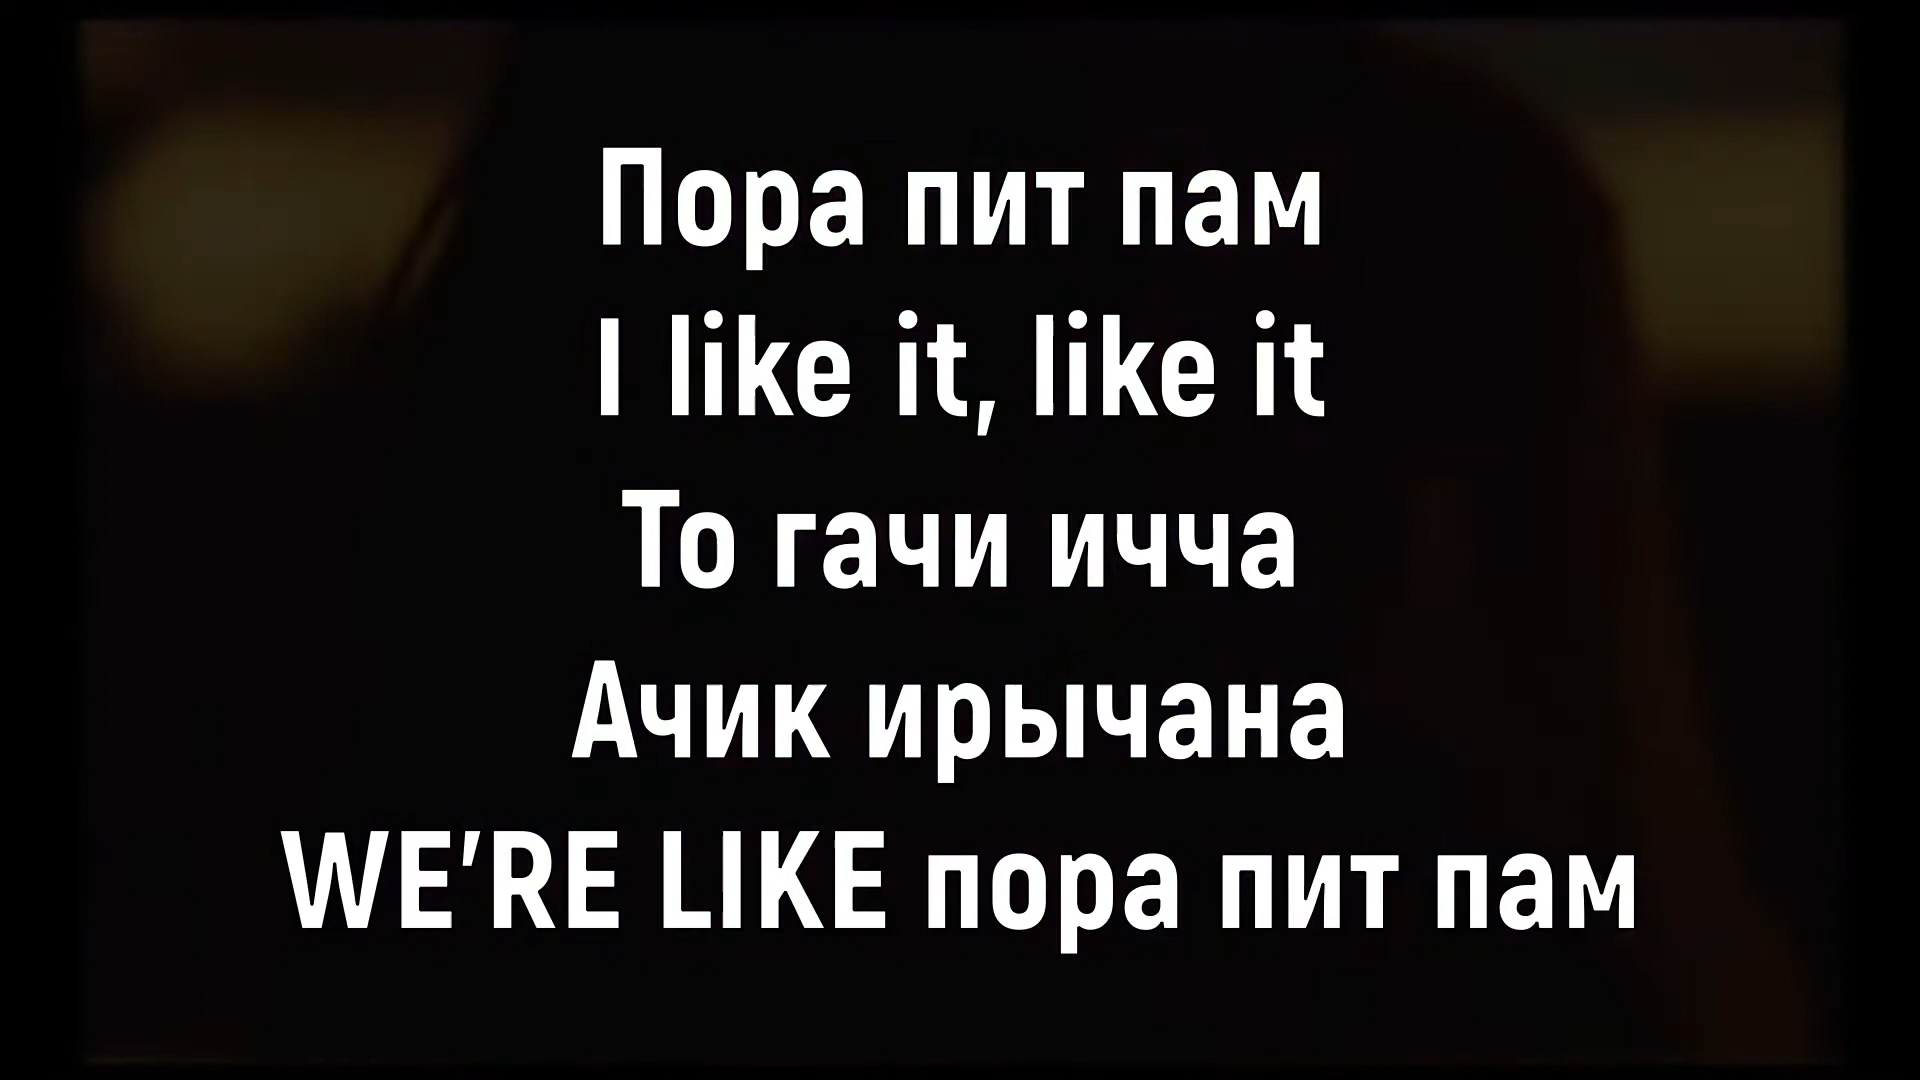 Пора пит пам
I like it, like it
То гачи ичча
Ачик ирычана
WE'RE LIKE пора пит пам